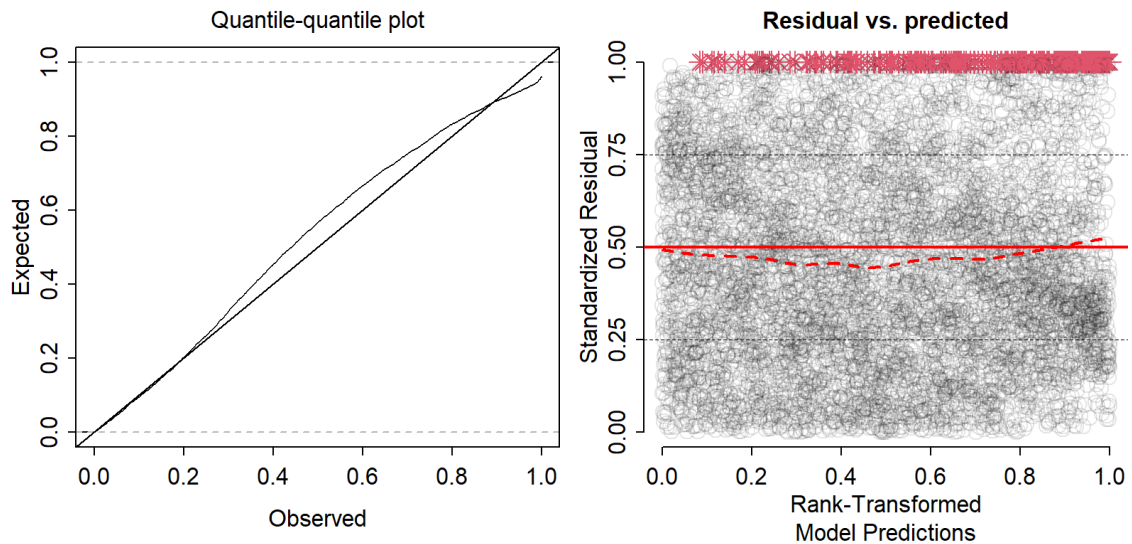 Quantile-quantile plot
1.0
0.8
0.6
0.4
0.2
0.0
Expected
0.0 0.2 0.4 0.6 0.8 1.0
Observed
Residual vs. predicted
1.00
0.75
0.50
0.25
0.00
Standardized Residual
0.0 0.2 0.4 0.6 0.8 1.0
Rank-Transformed
Model Predictions